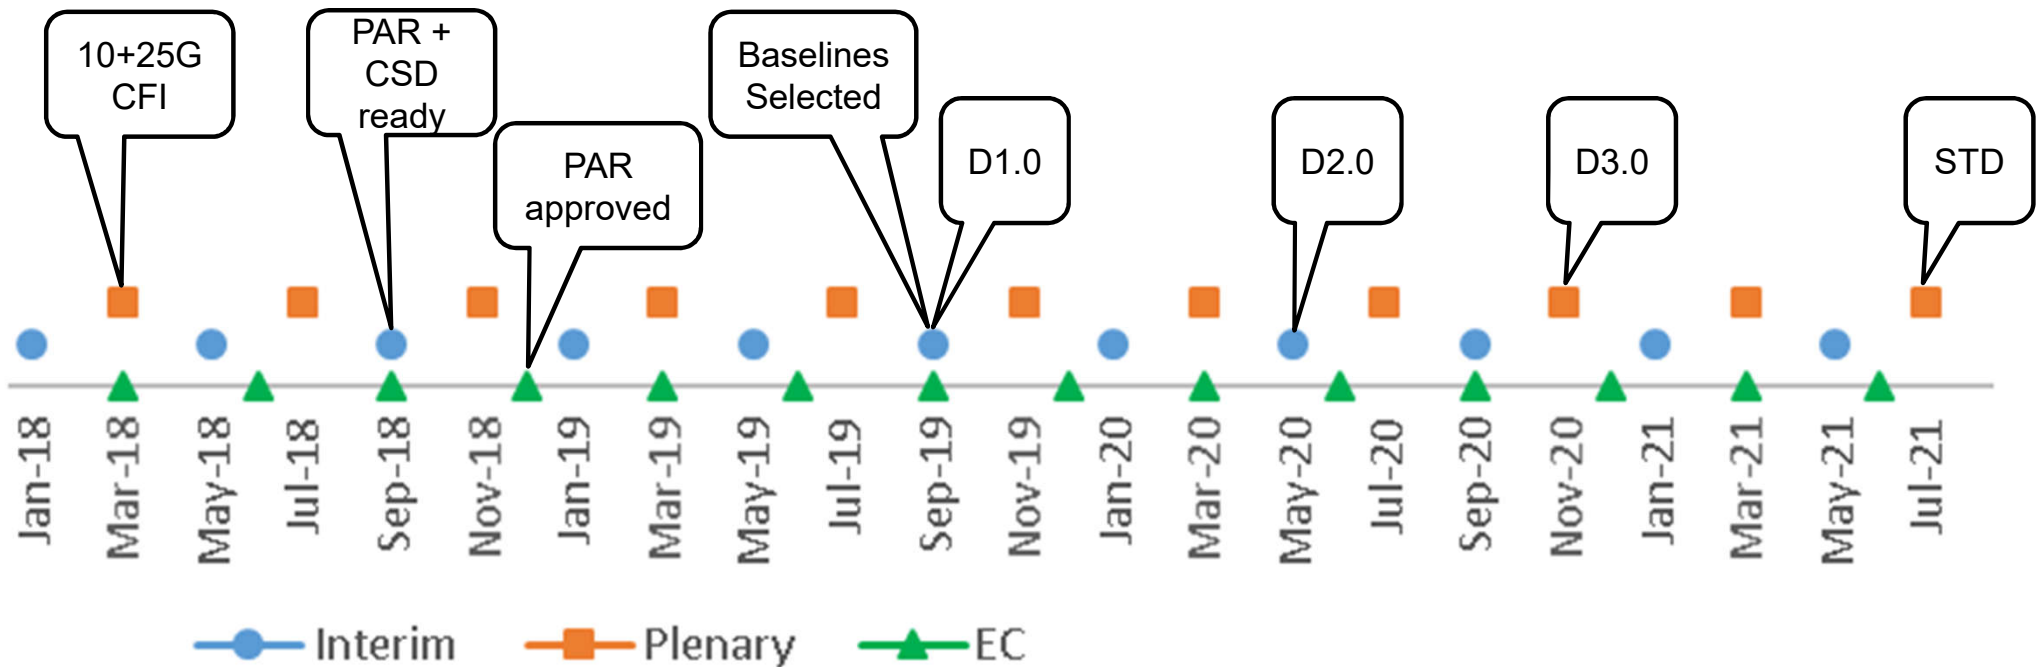 10+25G
CFI
PAR +
CSD
ready
PAR
approved
Baselines
Selected
D1.0
D2.0
D3.0
STD
Jan-18
Mar-18
May-18
Jul-18
Sep-18
Nov-18
Jan-19
Mar-19
May-19
Jul-19
Sep-19
Nov-19
Jan-20
Mar-20
May-20
Jul-20
Sep-20
Nov-20
Jan-21
Mar-21
May-21
Jul-21
Interim
Plenary
EC